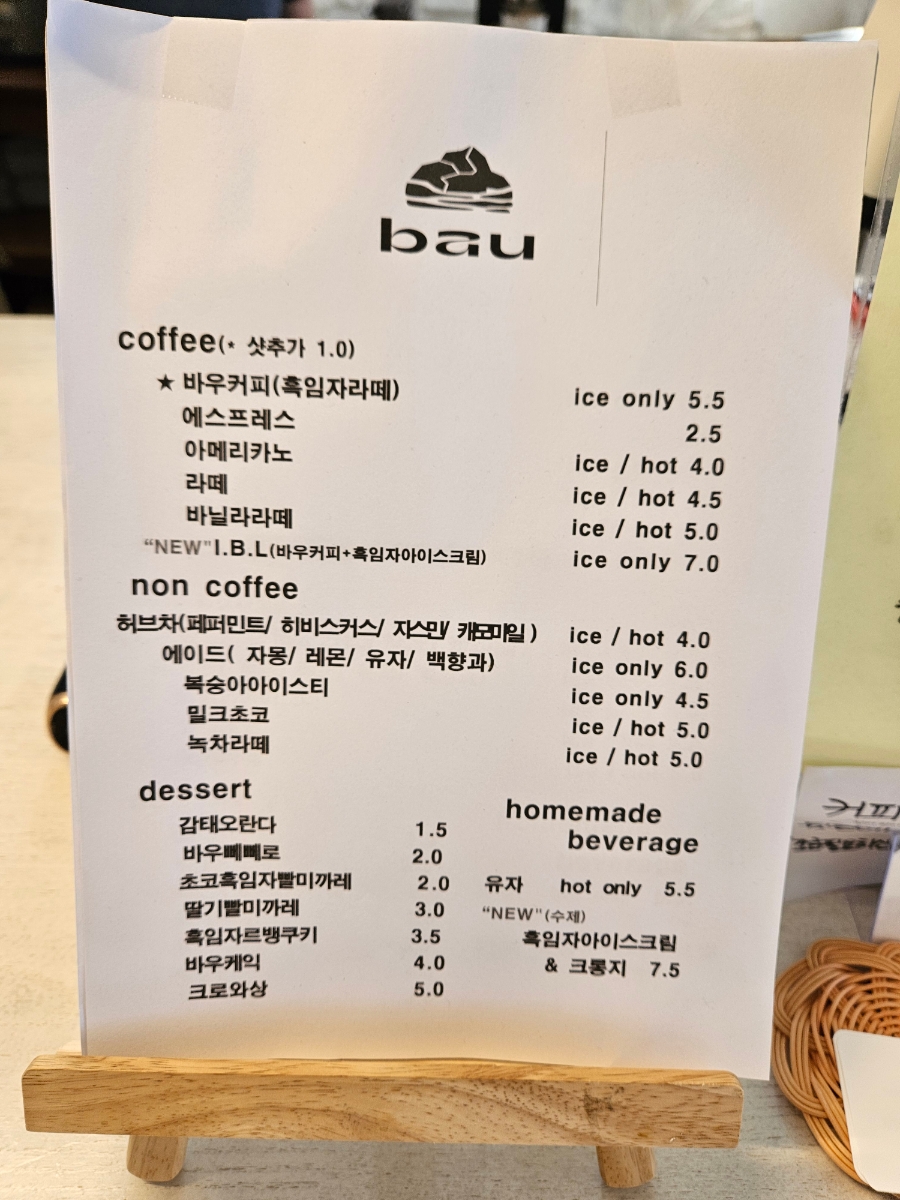 bau
coffee(* 샷추가 1.0)
★ 바우커피(흑임자라떼) ice only 5.5
에스프레스 2.5
아메리카노 ice / hot 4.0
라떼 ice / hot 4.5
바닐라라떼 ice / hot 5.0
“NEW" I.B.L(바우커피+흑임자아이스크림) ice only 7.0
non coffee
허브차(페퍼민트/ 히비스커스/ 자스민/ 캐모마일 ) ice / hot 4.0
에이드( 자몽/ 레몬/ 유자/ 백향과) ice only 6.0
복숭아아이스티 ice only 4.5
밀크초코 ice / hot 5.0
녹차라떼 ice / hot 5.0
dessert
감태오란다 1.5
바우빼빼로 2.0
초코흑임자빨미까레 2.0
딸기빨미까레 3.0
흑임자르뱅쿠키 3.5
바우케익 4.0
크로와상 5.0
homemade
beverage
유자 hot only 5.5
“NEW"(수제)
흑임자아이스크림
& 크롱지 7.5
커피